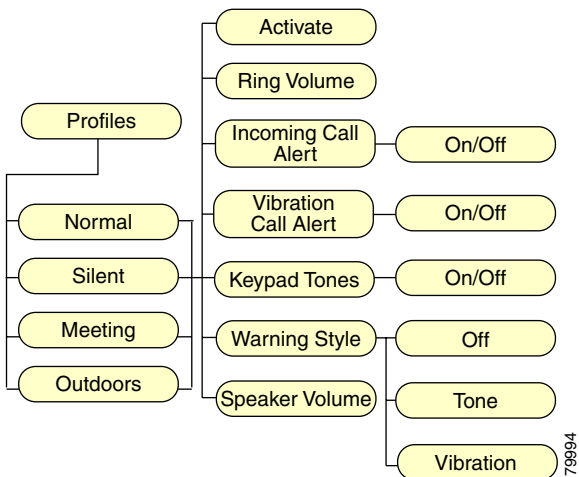 Profiles
Normal
Silent
Meeting
Outdoors
Activate
Ring Volume
Incoming Call
Alert
On/Off
Vibration
Call Alert
On/Off
Keypad Tones
On/Off
Warning Style
Off
Tone
Vibration
Speaker Volume
79994